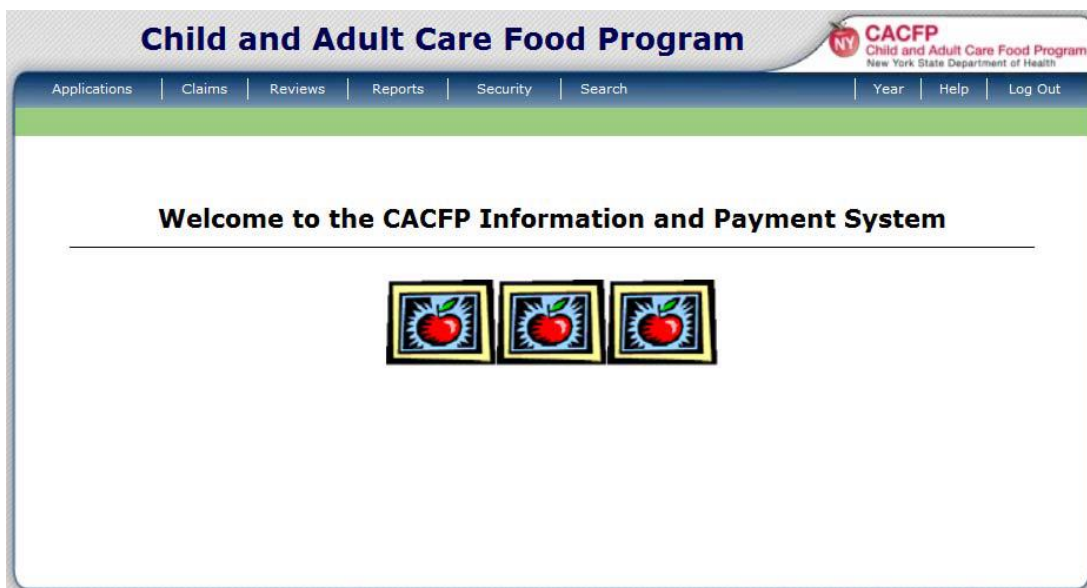 Child and Adult Care Food Program
NY
CACFP
Child and Adult Care Food Program
New York State Department of Health
Applications | Claims | Reviews | Reports | Security | Search | Year | Help | Log Out
Welcome to the CACFP Information and Payment System